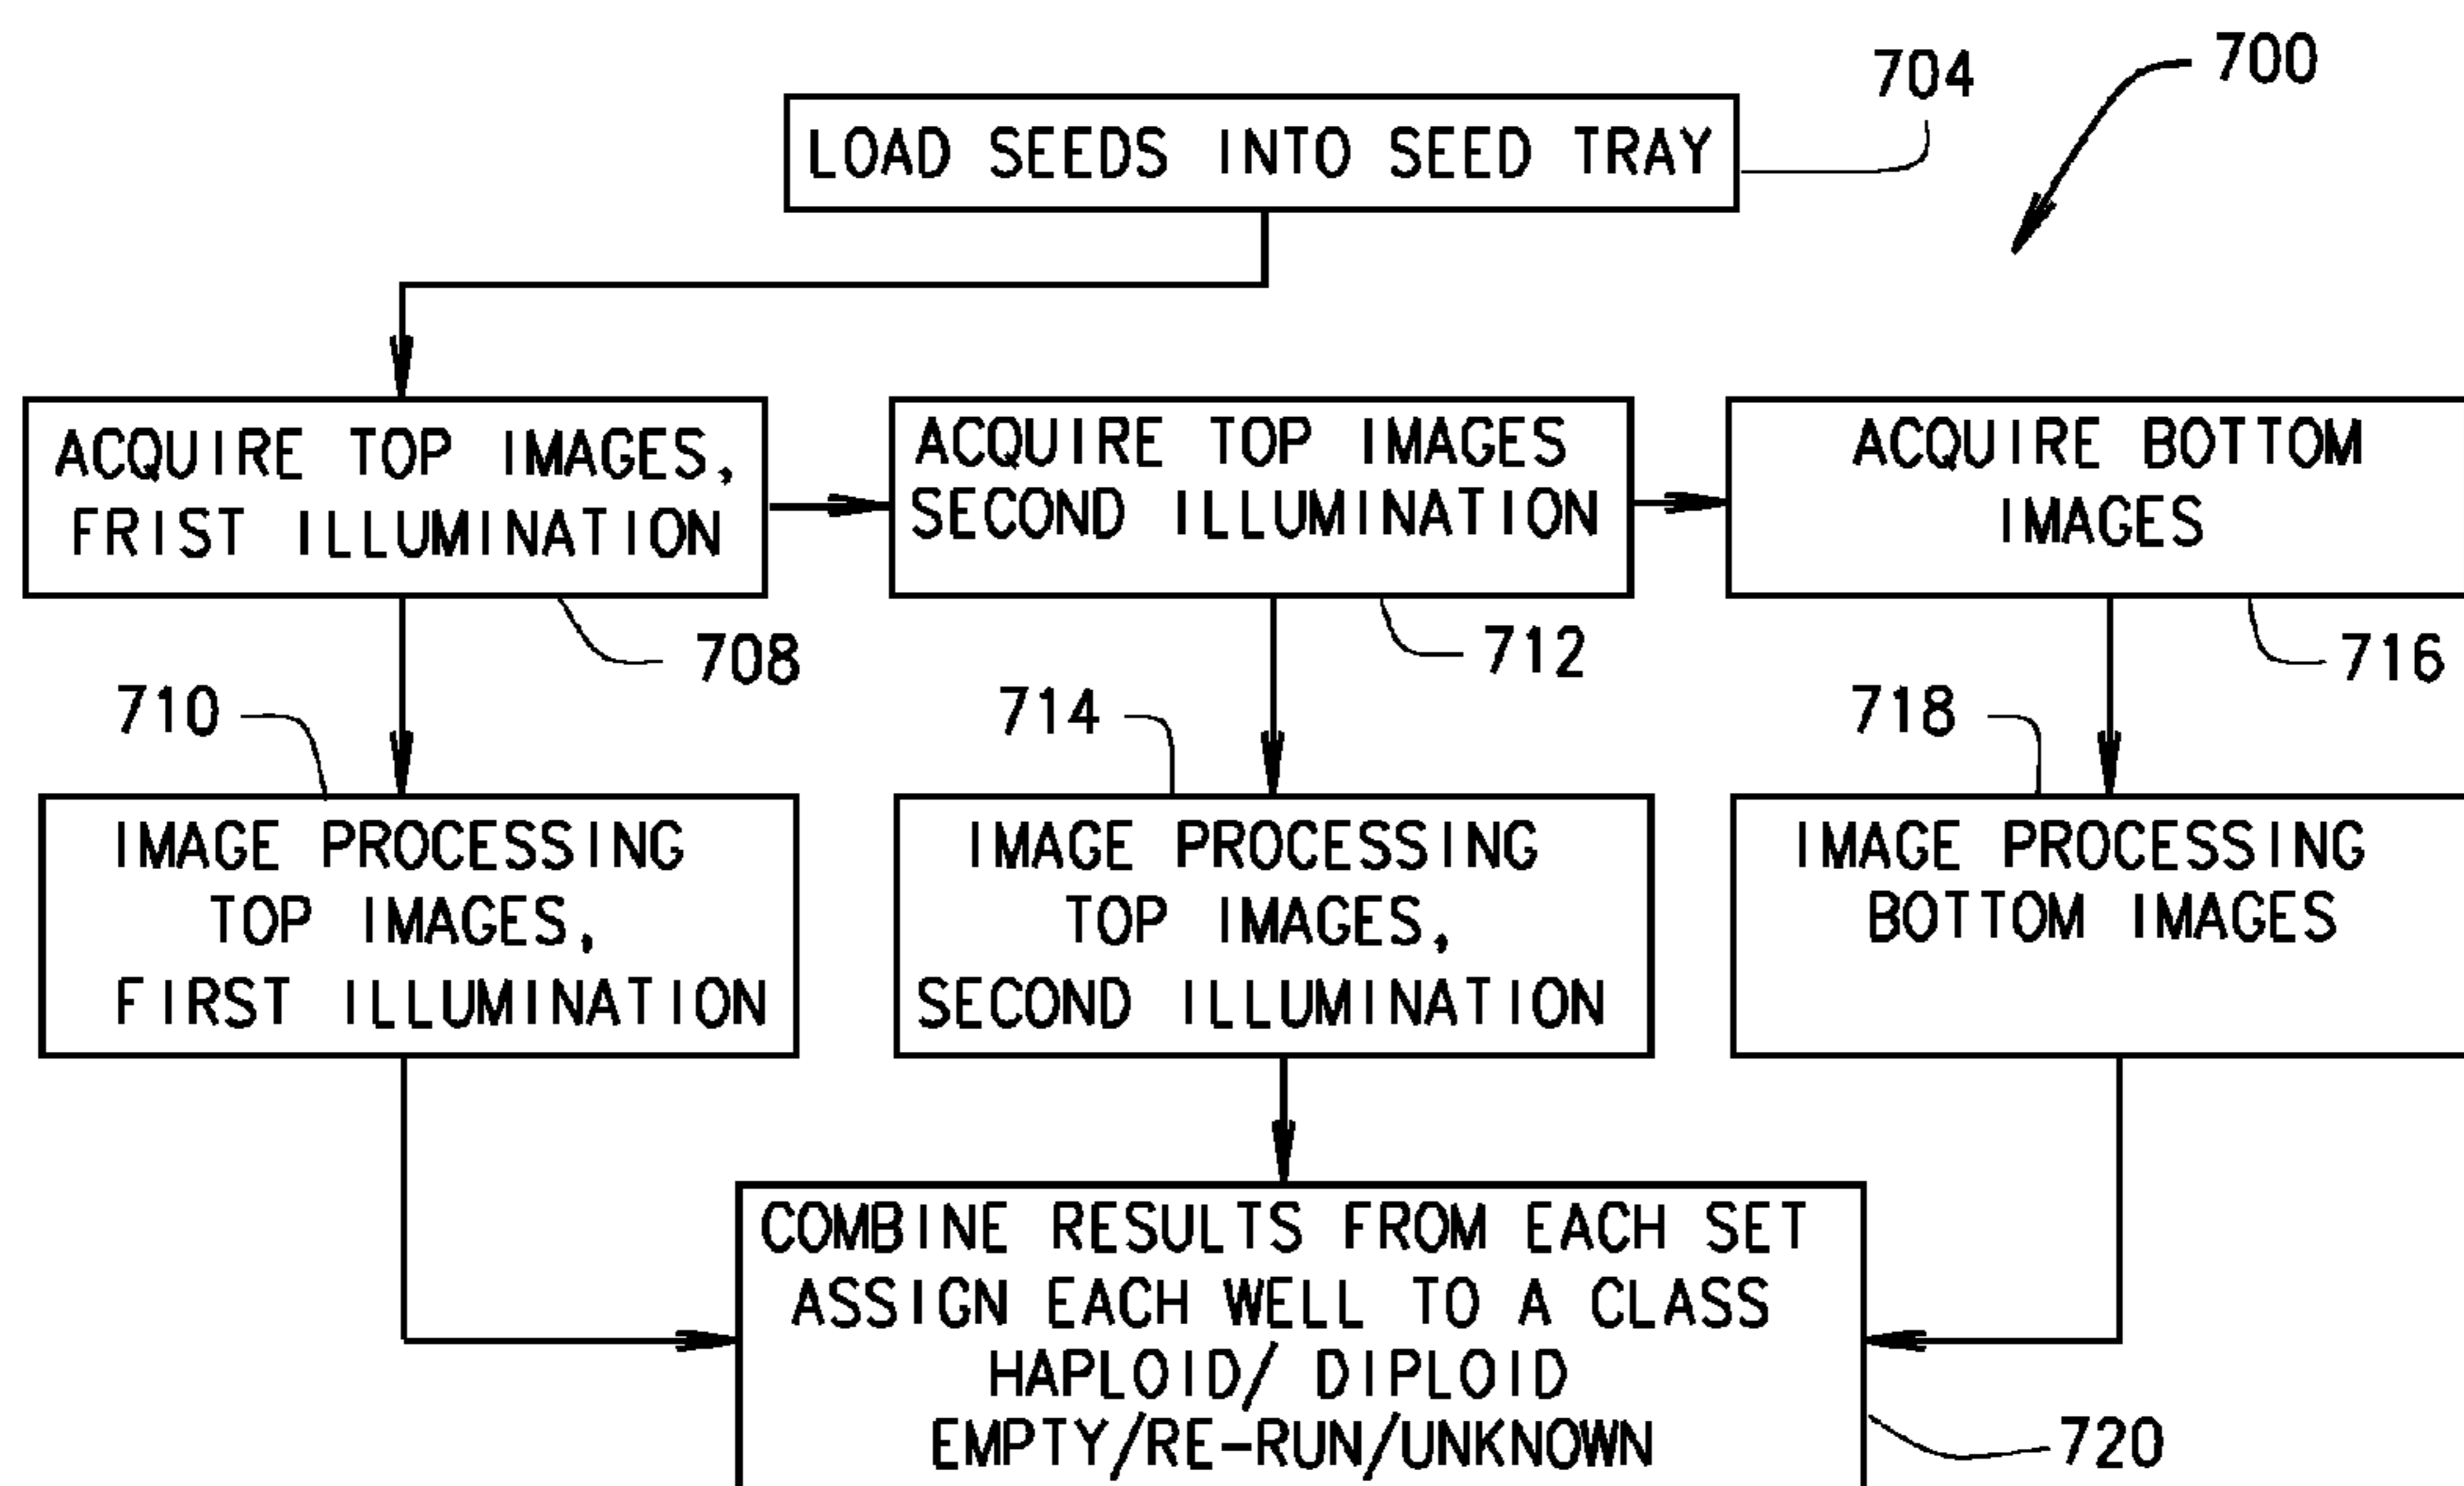 700
704
LOAD SEEDS INTO SEED TRAY
ACQUIRE TOP IMAGES,
FRIST ILLUMINATION
708
ACQUIRE TOP IMAGES
SECOND ILLUMINATION
712
ACQUIRE BOTTOM
IMAGES
716
710
IMAGE PROCESSING
TOP IMAGES,
FIRST ILLUMINATION
714
IMAGE PROCESSING
TOP IMAGES,
SECOND ILLUMINATION
718
IMAGE PROCESSING
BOTTOM IMAGES
COMBINE RESULTS FROM EACH SET
ASSIGN EACH WELL TO A CLASS
HAPLOID/ DIPLOID
EMPTY/RE-RUN/UNKNOWN
720